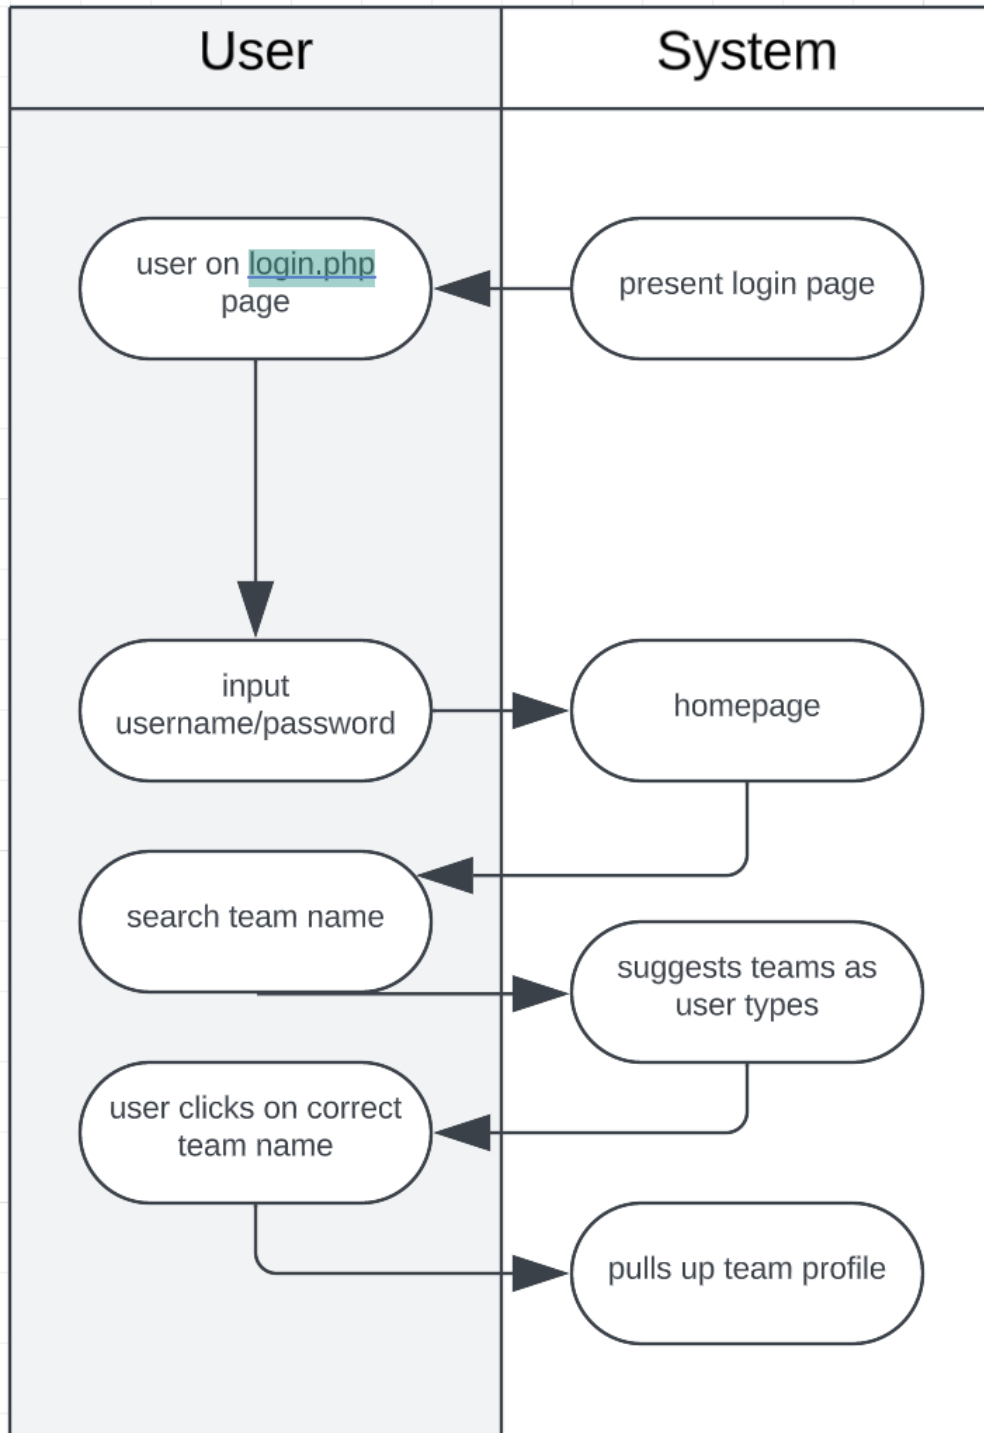 User
System
user on login.php
page
present login page
input
username/password
homepage
search team name
suggests teams as
user types
user clicks on correct
team name
pulls up team profile